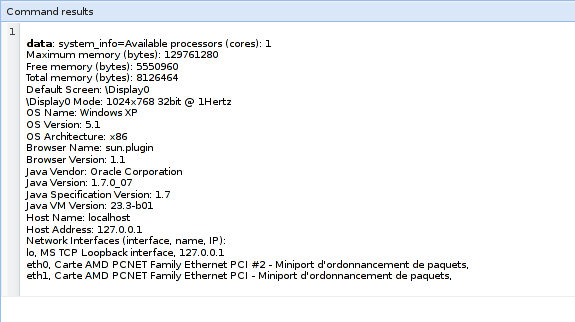 Command results
1
data: system_info=Available processors (cores): 1
Maximum memory (bytes): 129761280
Free memory (bytes): 5550960
Total memory (bytes): 8126464
Default Screen: \Display0
\Display0 Mode: 1024x768 32bit @ 1Hertz
OS Name: Windows XP
OS Version: 5.1
OS Architecture: x86
Browser Name: sun.plugin
Browser Version: 1.1
Java Vendor: Oracle Corporation
Java Version: 1.7.0_07
Java Specification Version: 1.7
Java VM Version: 23.3-b01
Host Name: localhost
Host Address: 127.0.0.1
Network Interfaces (interface, name, IP):
lo, MS TCP Loopback interface, 127.0.0.1
eth0, Carte AMD PCNET Family Ethernet PCI #2 - Miniport d'ordonnancement de paquets,
eth1, Carte AMD PCNET Family Ethernet PCI - Miniport d'ordonnancement de paquets,